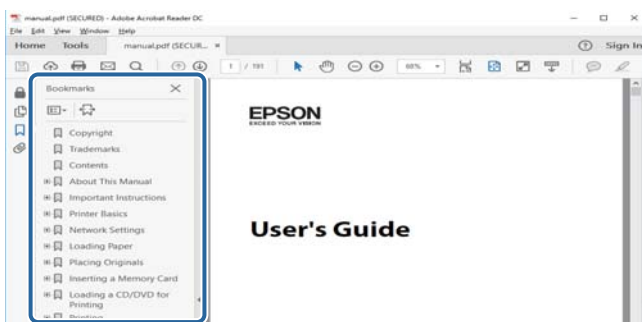 manual.pdf (SECURED) - Adobe Acrobat Reader DC
File Edit View Window Help
Home Tools manual.pdf (SECUR... × Sign In
1 / 191 88%
Bookmarks
Copyright
Trademarks
Contents
About This Manual
Important Instructions
Printer Basics
Network Settings
Loading Paper
Placing Originals
Inserting a Memory Card
Loading a CD/DVD for
Printing
Printing
EPSON
EXCEED YOUR VISION
User's Guide